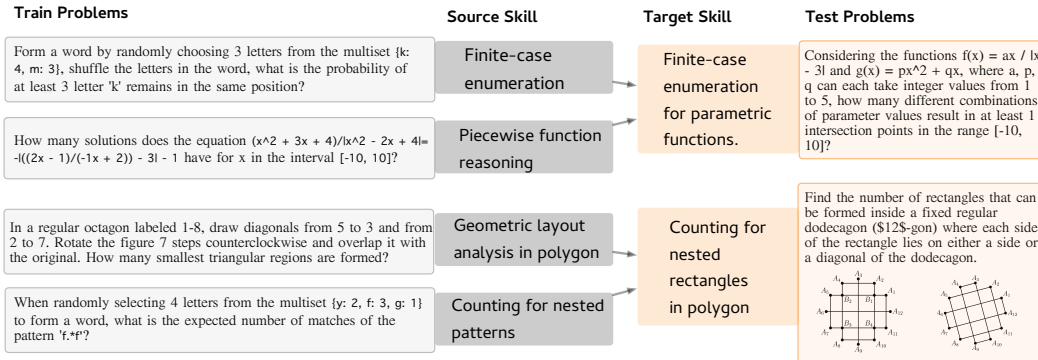 Train Problems
Source Skill
Target Skill
Test Problems
Form a word by randomly choosing 3 letters from the multiset {k:
4, m: 3}, shuffle the letters in the word, what is the probability of
at least 3 letter 'k' remains in the same position?
Finite-case
enumeration
How many solutions does the equation (x^2 + 3x + 4)/|x^2 - 2x + 4|=
-|((2x - 1)/(-1x + 2)) - 3| - 1 have for x in the interval [-10, 10]?
Piecewise function
reasoning
Finite-case
enumeration
for parametric
functions.
Considering the functions f(x) = ax / |x
- 3| and g(x) = px^2 + qx, where a, p,
q can each take integer values from 1
to 5, how many different combinations
of parameter values result in at least 1
intersection points in the range [-10,
10]?
In a regular octagon labeled 1-8, draw diagonals from 5 to 3 and from
2 to 7. Rotate the figure 7 steps counterclockwise and overlap it with
the original. How many smallest triangular regions are formed?
Geometric layout
analysis in polygon
When randomly selecting 4 letters from the multiset {y: 2, f: 3, g: 1}
to form a word, what is the expected number of matches of the
pattern 'f.*f'?
Counting for nested
patterns
Counting for
nested
rectangles
in polygon
Find the number of rectangles that can
be formed inside a fixed regular
dodecagon ($12$-gon) where each side
of the rectangle lies on either a side or
a diagonal of the dodecagon.